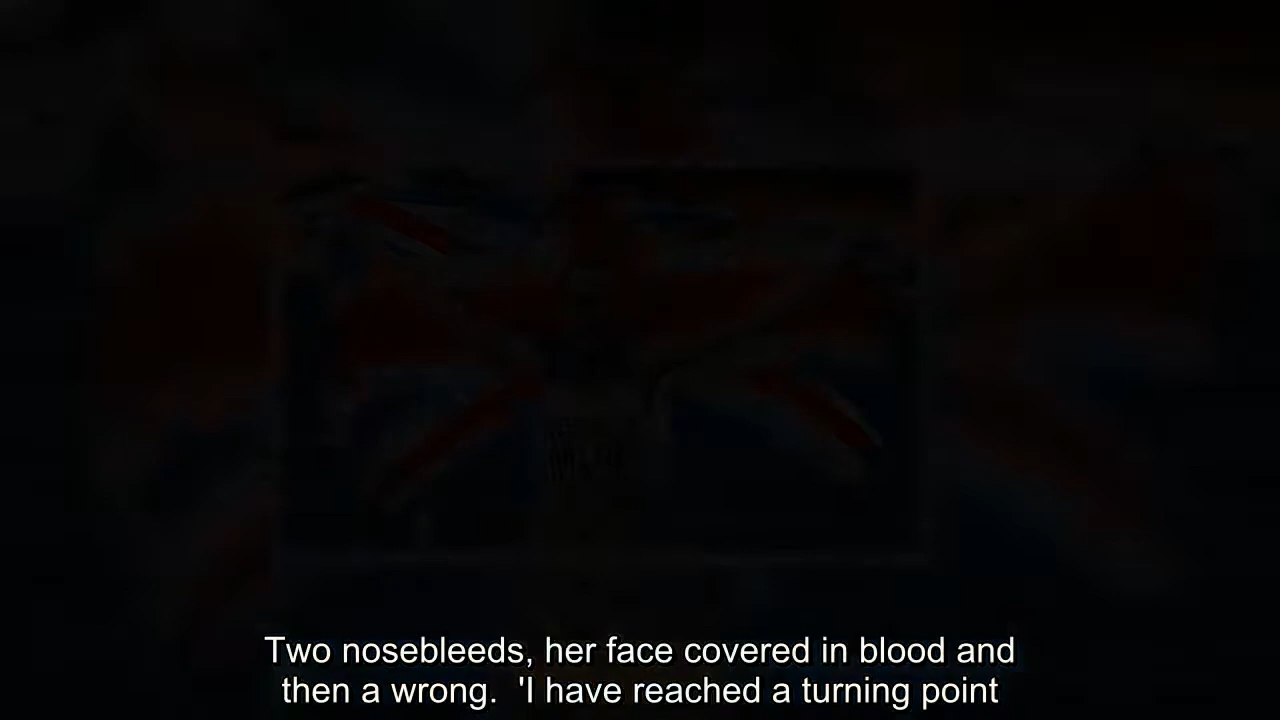 Two nosebleeds, her face covered in blood and
then a wrong.  'I have reached a turning point